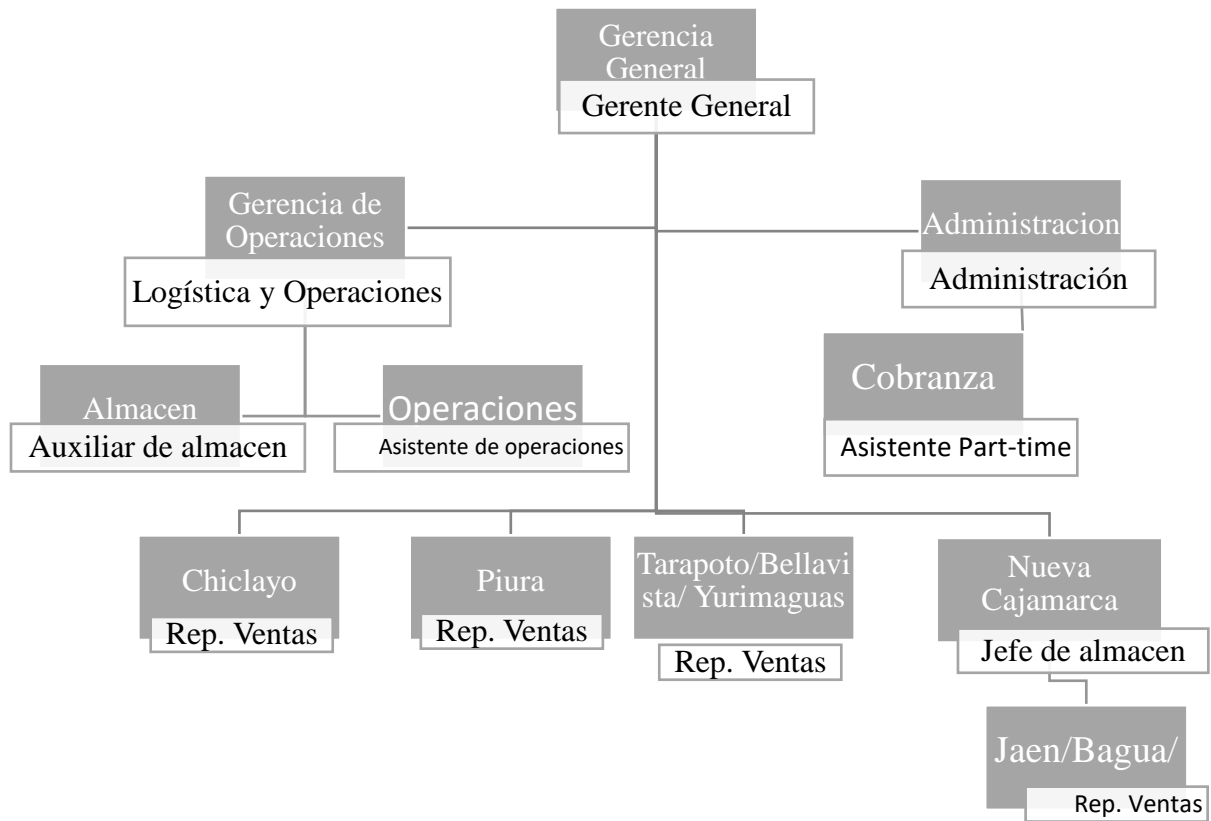 Gerencia
General
Gerente General
Gerencia de
Operaciones
Logística y Operaciones
Administracion
Administración
Almacen
Auxiliar de almacen
Operaciones
Asistente de operaciones
Cobranza
Asistente Part-time
Chiclayo
Rep. Ventas
Piura
Rep. Ventas
Tarapoto/Bellavi
sta/ Yurimaguas
Rep. Ventas
Nueva
Cajamarca
Jefe de almacen
Jaen/Bagua/
Rep. Ventas